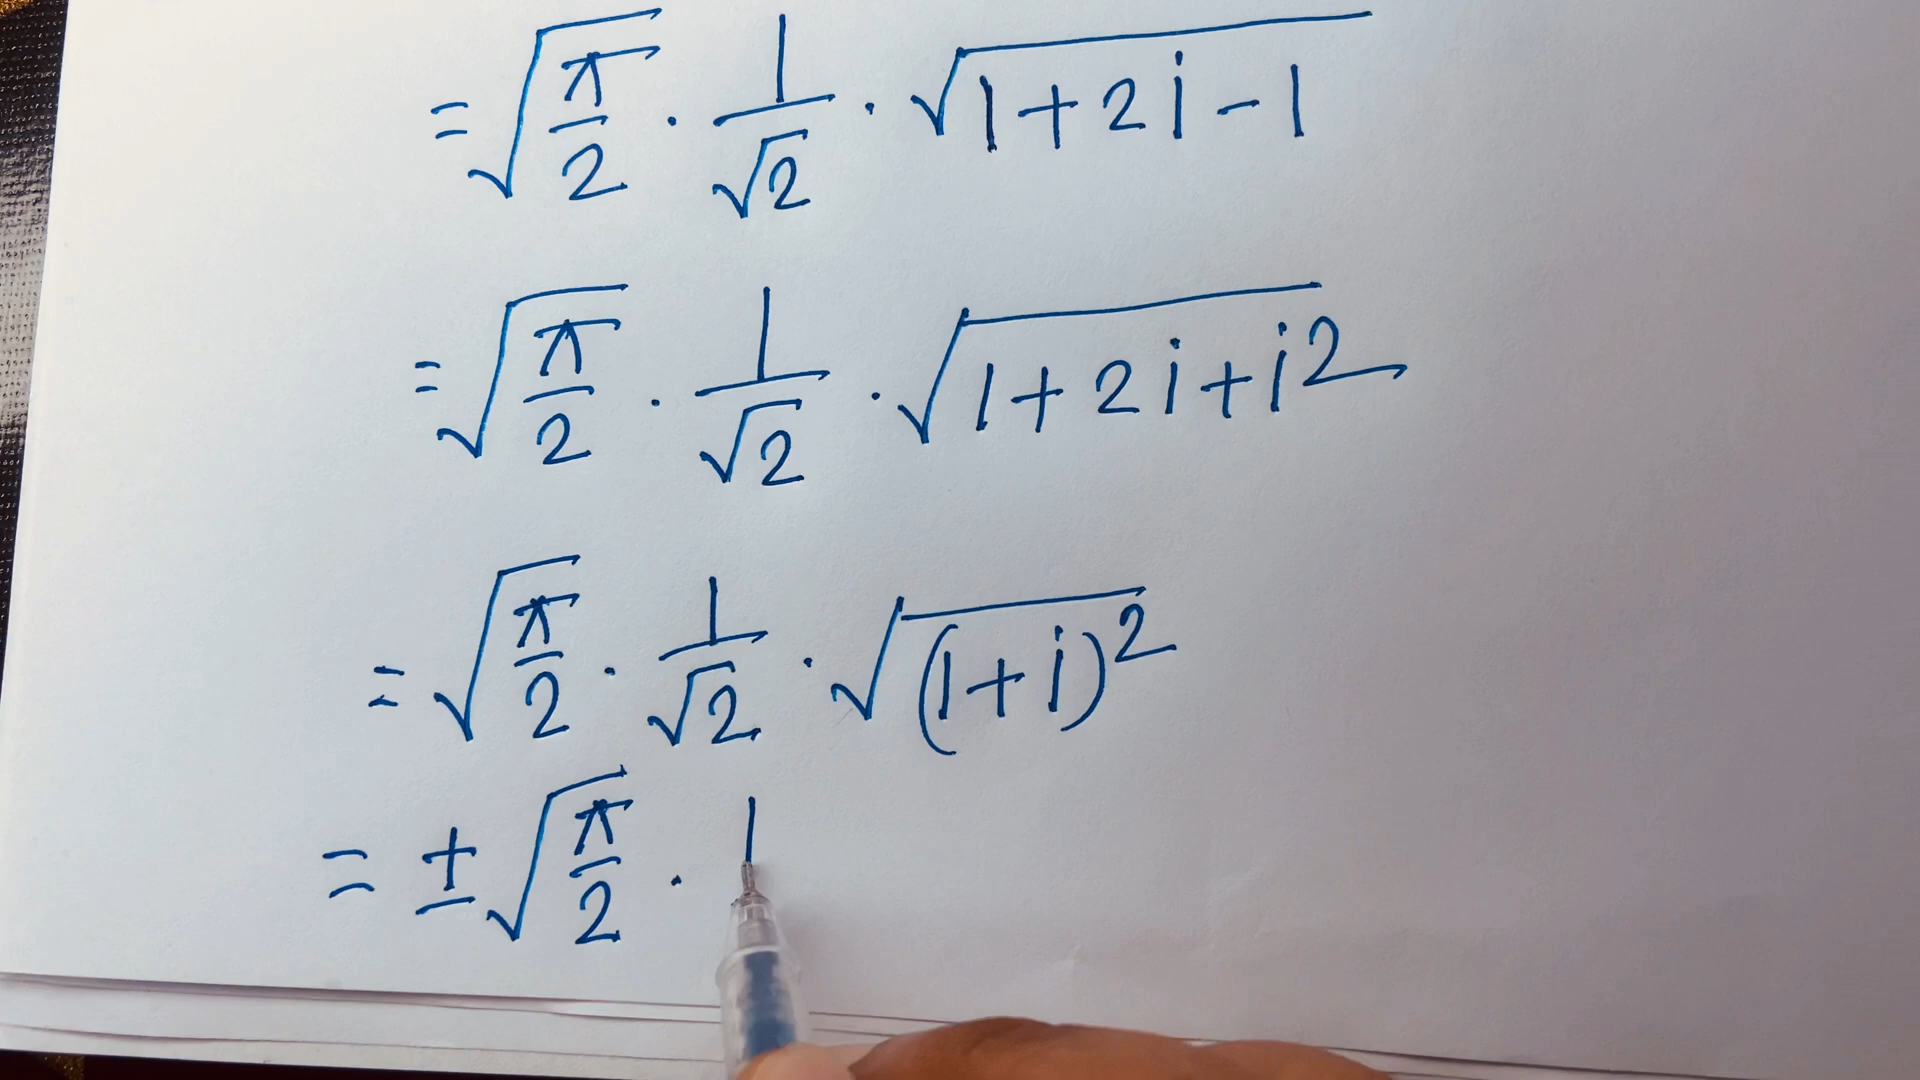 = √(π/2) · 1/√2 · √(1+2i-1)
= √(π/2) · 1/√2 · √(1+2i+i²)
= √(π/2) · 1/√2 · √((1+i)²)
= ± √(π/2) · 1